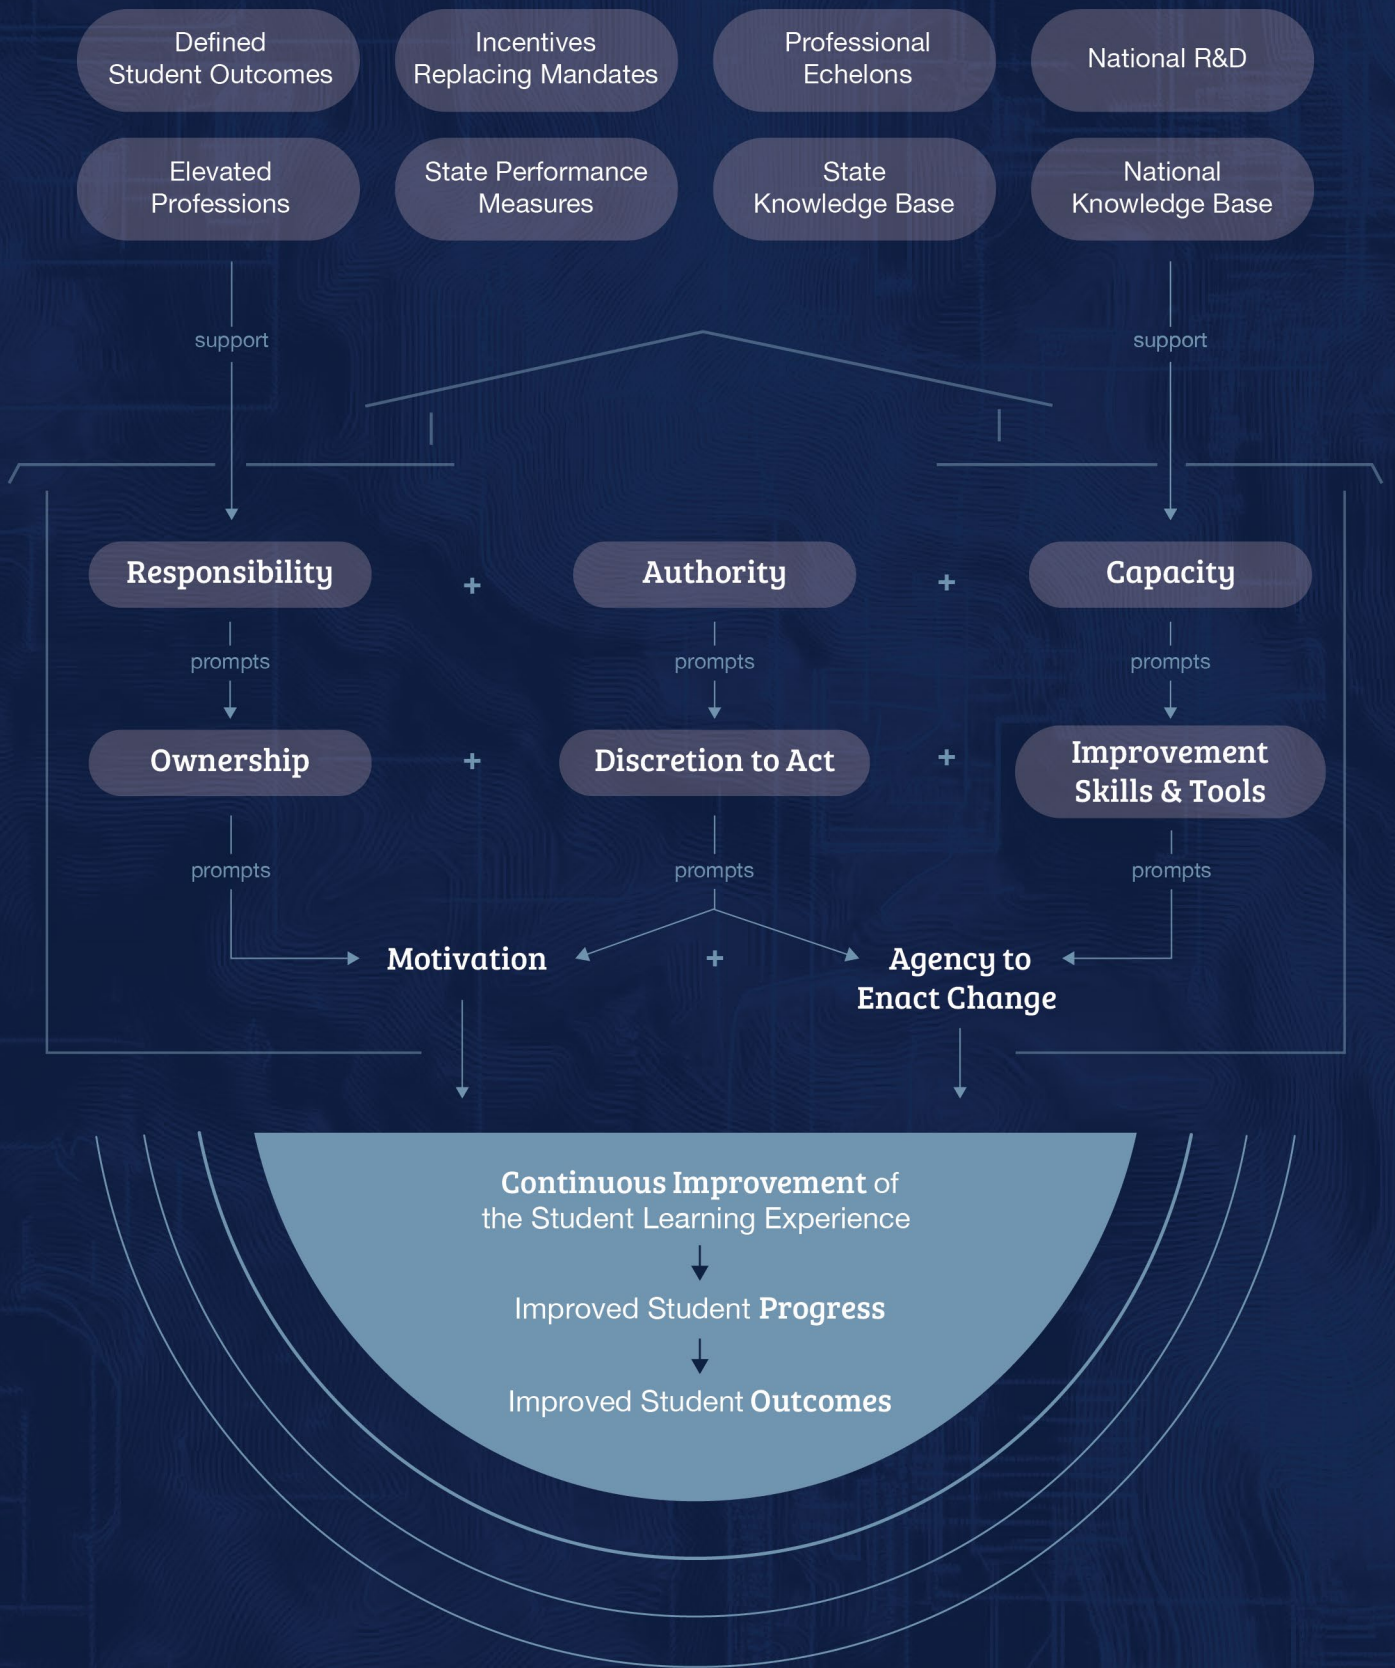 Defined
Student Outcomes
Incentives
Replacing Mandates
Professional
Echelons
National R&D
Elevated
Professions
State Performance
Measures
State
Knowledge Base
National
Knowledge Base
support
support
Responsibility
+
Authority
+
Capacity
prompts
prompts
prompts
Ownership
+
Discretion to Act
+
Improvement
Skills & Tools
prompts
prompts
prompts
Motivation
+
Agency to
Enact Change
Continuous Improvement of
the Student Learning Experience
Improved Student Progress
Improved Student Outcomes